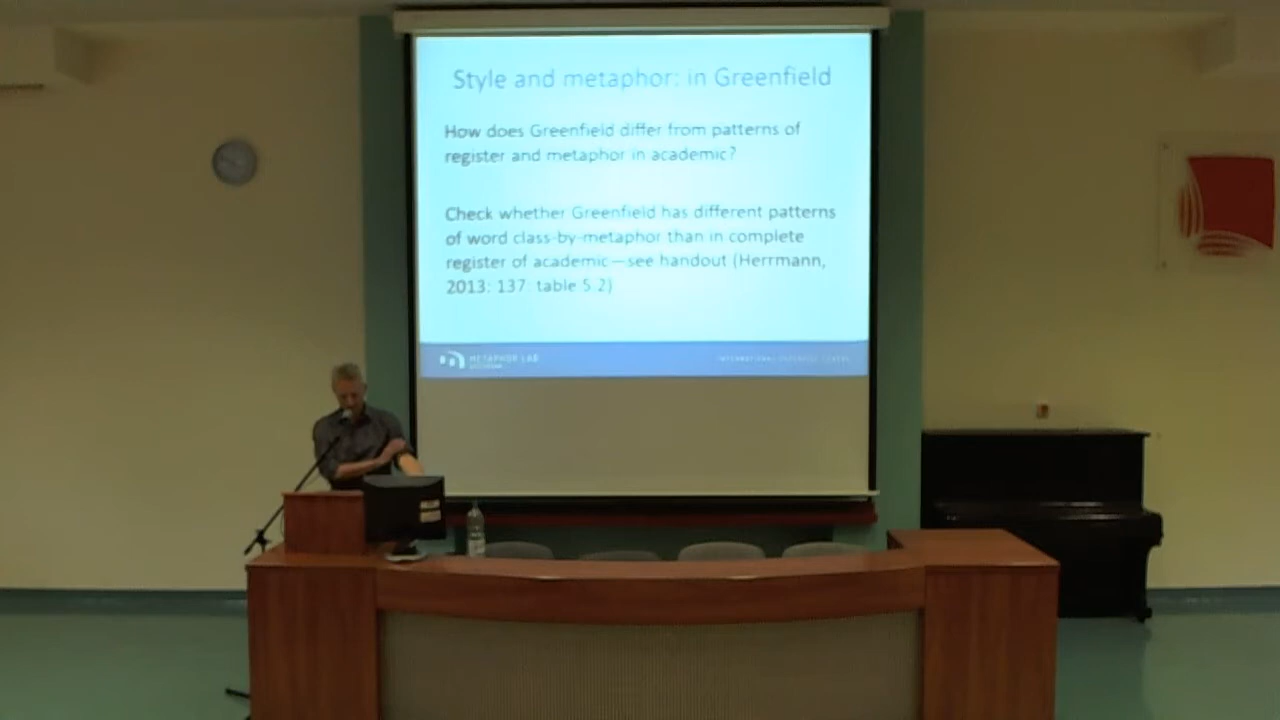 Style and metaphor: in Greenfield
How does Greenfield differ from patterns of
register and metaphor in academic?
Check whether Greenfield has different patterns
of word class-by-metaphor than in complete
register of academic—see handout (Herrmann,
2013: 137: table 5.2)
METAPHOR LAB